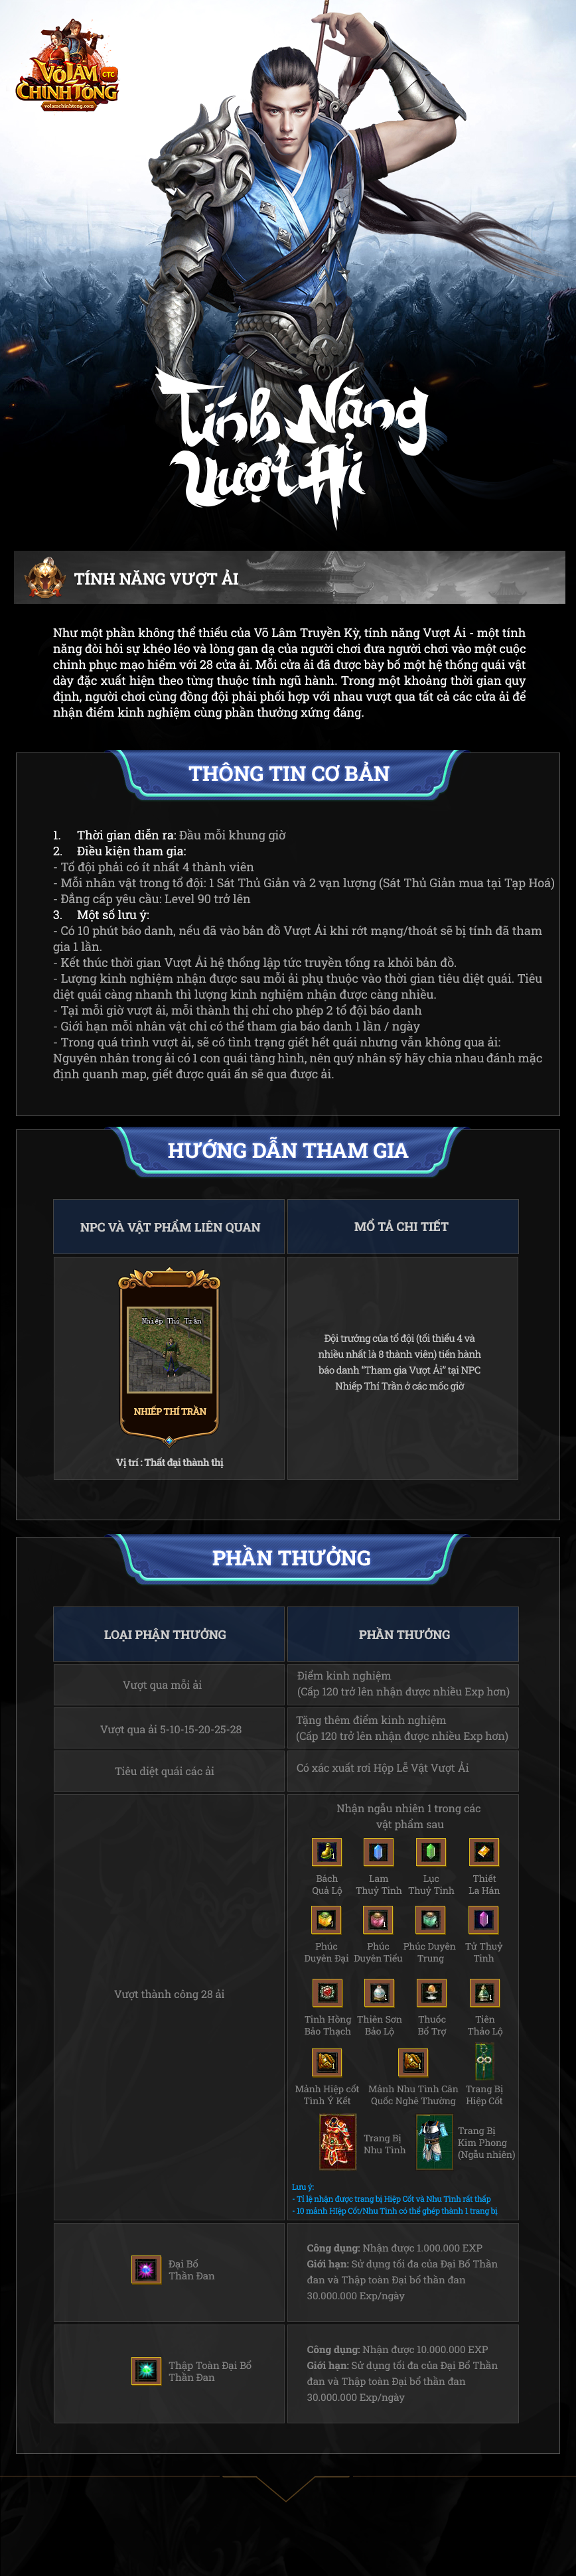 VÕ LÂM
CTC
CHÍNH TÔNG
volamchinhtong.com
Tính Năng
Vượt Ải
TÍNH NĂNG VƯỢT ẢI
Như một phần không thể thiếu của Võ Lâm Truyền Kỳ, tính năng Vượt Ải - một tính
năng đòi hỏi sự khéo léo và lòng gan dạ của người chơi đưa người chơi vào một cuộc
chinh phục mạo hiểm với 28 cửa ải. Mỗi cửa ải đã được bày bố một hệ thống quái vật
dày đặc xuất hiện theo từng thuộc tính ngũ hành. Trong một khoảng thời gian quy
định, người chơi cùng đồng đội phải phối hợp với nhau vượt qua tất cả các cửa ải để
nhận điểm kinh nghiệm cùng phần thưởng xứng đáng.
THÔNG TIN CƠ BẢN
1. Thời gian diễn ra: Đầu mỗi khung giờ
2. Điều kiện tham gia:
- Tổ đội phải có ít nhất 4 thành viên
- Mỗi nhân vật trong tổ đội: 1 Sát Thủ Giản và 2 vạn lượng (Sát Thủ Giản mua tại Tạp Hoá)
- Đẳng cấp yêu cầu: Level 90 trở lên
3. Một số lưu ý:
- Có 10 phút báo danh, nếu đã vào bản đồ Vượt Ải khi rớt mạng/thoát sẽ bị tính đã tham
gia 1 lần.
- Kết thúc thời gian Vượt Ải hệ thống lập tức truyền tống ra khỏi bản đồ.
- Lượng kinh nghiệm nhận được sau mỗi ải phụ thuộc vào thời gian tiêu diệt quái. Tiêu
diệt quái càng nhanh thì lượng kinh nghiệm nhận được càng nhiều.
- Tại mỗi giờ vượt ải, mỗi thành thị chỉ cho phép 2 tổ đội báo danh
- Giới hạn mỗi nhân vật chỉ có thể tham gia báo danh 1 lần / ngày
- Trong quá trình vượt ải, sẽ có tình trạng giết hết quái nhưng vẫn không qua ải:
Nguyên nhân trong ải có 1 con quái tàng hình, nên quý nhân sỹ hãy chia nhau đánh mặc
định quanh map, giết được quái ẩn sẽ qua được ải.
HƯỚNG DẪN THAM GIA
NPC VÀ VẬT PHẨM LIÊN QUAN
MỔ TẢ CHI TIẾT
Nhiếp Thí Trần
NHIẾP THÍ TRẦN
Vị trí : Thất đại thành thị
Đội trưởng của tổ đội (tối thiểu 4 và
nhiều nhất là 8 thành viên) tiến hành
báo danh "Tham gia Vượt Ải" tại NPC
Nhiếp Thí Trần ở các mốc giờ
PHẦN THƯỞNG
LOẠI PHẬN THƯỞNG
PHẦN THƯỞNG
Vượt qua mỗi ải
Điểm kinh nghiệm
(Cấp 120 trở lên nhận được nhiều Exp hơn)
Vượt qua ải 5-10-15-20-25-28
Tặng thêm điểm kinh nghiệm
(Cấp 120 trở lên nhận được nhiều Exp hơn)
Tiêu diệt quái các ải
Có xác xuất rơi Hộp Lễ Vật Vượt Ải
Vượt thành công 28 ải
Nhận ngẫu nhiên 1 trong các
vật phẩm sau
Bách
Quả Lộ
Lam
Thuỷ Tinh
Lục
Thuỷ Tinh
Thiết
La Hán
Phúc
Duyên Đại
Phúc
Duyên Tiểu
Phúc Duyên
Trung
Tử Thuỷ
Tinh
Tinh Hồng
Bảo Thạch
Thiên Sơn
Bảo Lộ
Thuốc
Bổ Trợ
Tiên
Thảo Lộ
Mảnh Hiệp cốt
Tình Ý Kết
Mảnh Nhu Tình Cân
Quốc Nghê Thường
Trang Bị
Hiệp Cốt
Trang Bị
Nhu Tình
Trang Bị
Kim Phong
(Ngẫu nhiên)
Lưu ý:
- Tỉ lệ nhận được trang bị Hiệp Cốt và Nhu Tình rất thấp
- 10 mảnh Hiệp Cốt/Nhu Tình có thể ghép thành 1 trang bị
Đại Bổ
Thần Đan
Công dụng: Nhận được 1.000.000 EXP
Giới hạn: Sử dụng tối đa của Đại Bổ Thần
đan và Thập toàn Đại bổ thần đan
30.000.000 Exp/ngày
Thập Toàn Đại Bổ
Thần Đan
Công dụng: Nhận được 10.000.000 EXP
Giới hạn: Sử dụng tối đa của Đại Bổ Thần
đan và Thập toàn Đại bổ thần đan
30.000.000 Exp/ngày